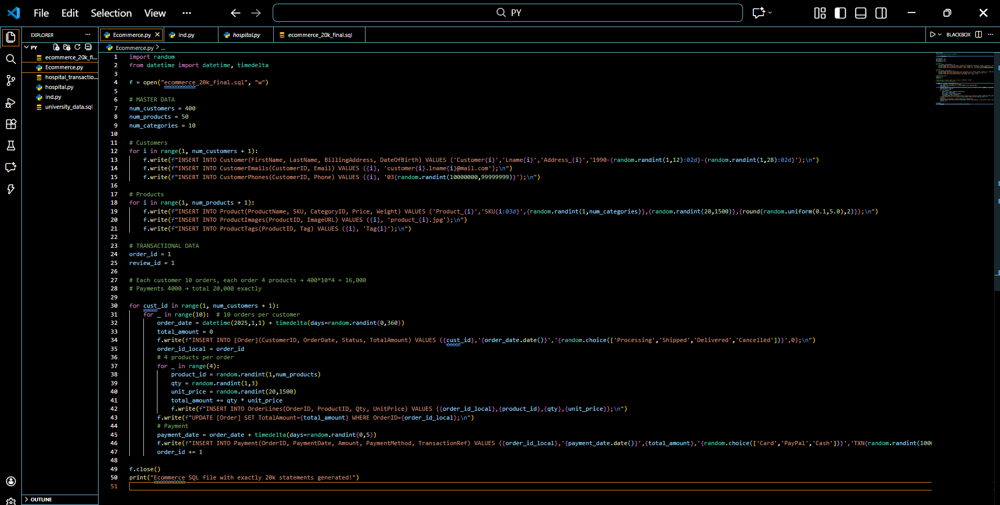 File Edit Selection View ··· PY
EXPLORER ···
PY
ecommerce_20k_fi...
Ecommerce.py
hospital_transactio...
hospital.py
ind.py
university_data.sql
OUTLINE
Ecommerce.py ind.py hospital.py ecommerce_20k_final.sql BLACKBOX ···
Ecommerce.py > ...
1 import random
2 from datetime import datetime, timedelta
3
4 f = open("ecommerce_20k_final.sql", "w")
5
6 # MASTER DATA
7 num_customers = 400
8 num_products = 50
9 num_categories = 10
10
11 # Customers
12 for i in range(1, num_customers + 1):
13 f.write(f"INSERT INTO Customer(FirstName, LastName, BillingAddress, DateOfBirth) VALUES ('Customer{i}','Lname{i}','Address_{i}','1990-{random.randint(1,12):02d}-{random.randint(1,28):02d}');\n")
14 f.write(f"INSERT INTO CustomerEmails(CustomerID, Email) VALUES ({i}, 'customer{i}.lname{i}@mail.com');\n")
15 f.write(f"INSERT INTO CustomerPhones(CustomerID, Phone) VALUES ({i}, '03{random.randint(10000000,99999999)}');\n")
16
17 # Products
18 for i in range(1, num_products + 1):
19 f.write(f"INSERT INTO Product(ProductName, SKU, CategoryID, Price, Weight) VALUES ('Product_{i}','SKU{i:03d}',{random.randint(1,num_categories)},{random.randint(20,1500)},{round(random.uniform(0.1,5.0),2)});\n")
20 f.write(f"INSERT INTO ProductImages(ProductID, ImageURL) VALUES ({i}, 'product_{i}.jpg');\n")
21 f.write(f"INSERT INTO ProductTags(ProductID, Tag) VALUES ({i}, 'Tag{i}');\n")
22
23 # TRANSACTIONAL DATA
24 order_id = 1
25 review_id = 1
26
27 # Each customer 10 orders, each order 4 products → 400*10*4 = 16,000
28 # Payments 4000 → total 20,000 exactly
29
30 for cust_id in range(1, num_customers + 1):
31 for _ in range(10):  # 10 orders per customer
32 order_date = datetime(2025,1,1) + timedelta(days=random.randint(0,360))
33 total_amount = 0
34 f.write(f"INSERT INTO [Order](CustomerID, OrderDate, Status, TotalAmount) VALUES ({cust_id},'{order_date.date()}','{random.choice(['Processing','Shipped','Delivered','Cancelled'])}',0);\n")
35 order_id_local = order_id
36 # 4 products per order
37 for _ in range(4):
38 product_id = random.randint(1,num_products)
39 qty = random.randint(1,3)
40 unit_price = random.randint(20,1500)
41 total_amount += qty * unit_price
42 f.write(f"INSERT INTO OrderLines(OrderID, ProductID, Qty, UnitPrice) VALUES ({order_id_local},{product_id},{qty},{unit_price});\n")
43 f.write(f"UPDATE [Order] SET TotalAmount={total_amount} WHERE OrderID={order_id_local};\n")
44 # Payment
45 payment_date = order_date + timedelta(days=random.randint(0,5))
46 f.write(f"INSERT INTO Payment(OrderID, PaymentDate, Amount, PaymentMethod, TransactionRef) VALUES ({order_id_local},'{payment_date.date()}',{total_amount},'{random.choice(['Card','PayPal','Cash'])}','TXN{random.randint(100
47 order_id += 1
48
49 f.close()
50 print("Ecommerce SQL file with exactly 20k statements generated!")
51